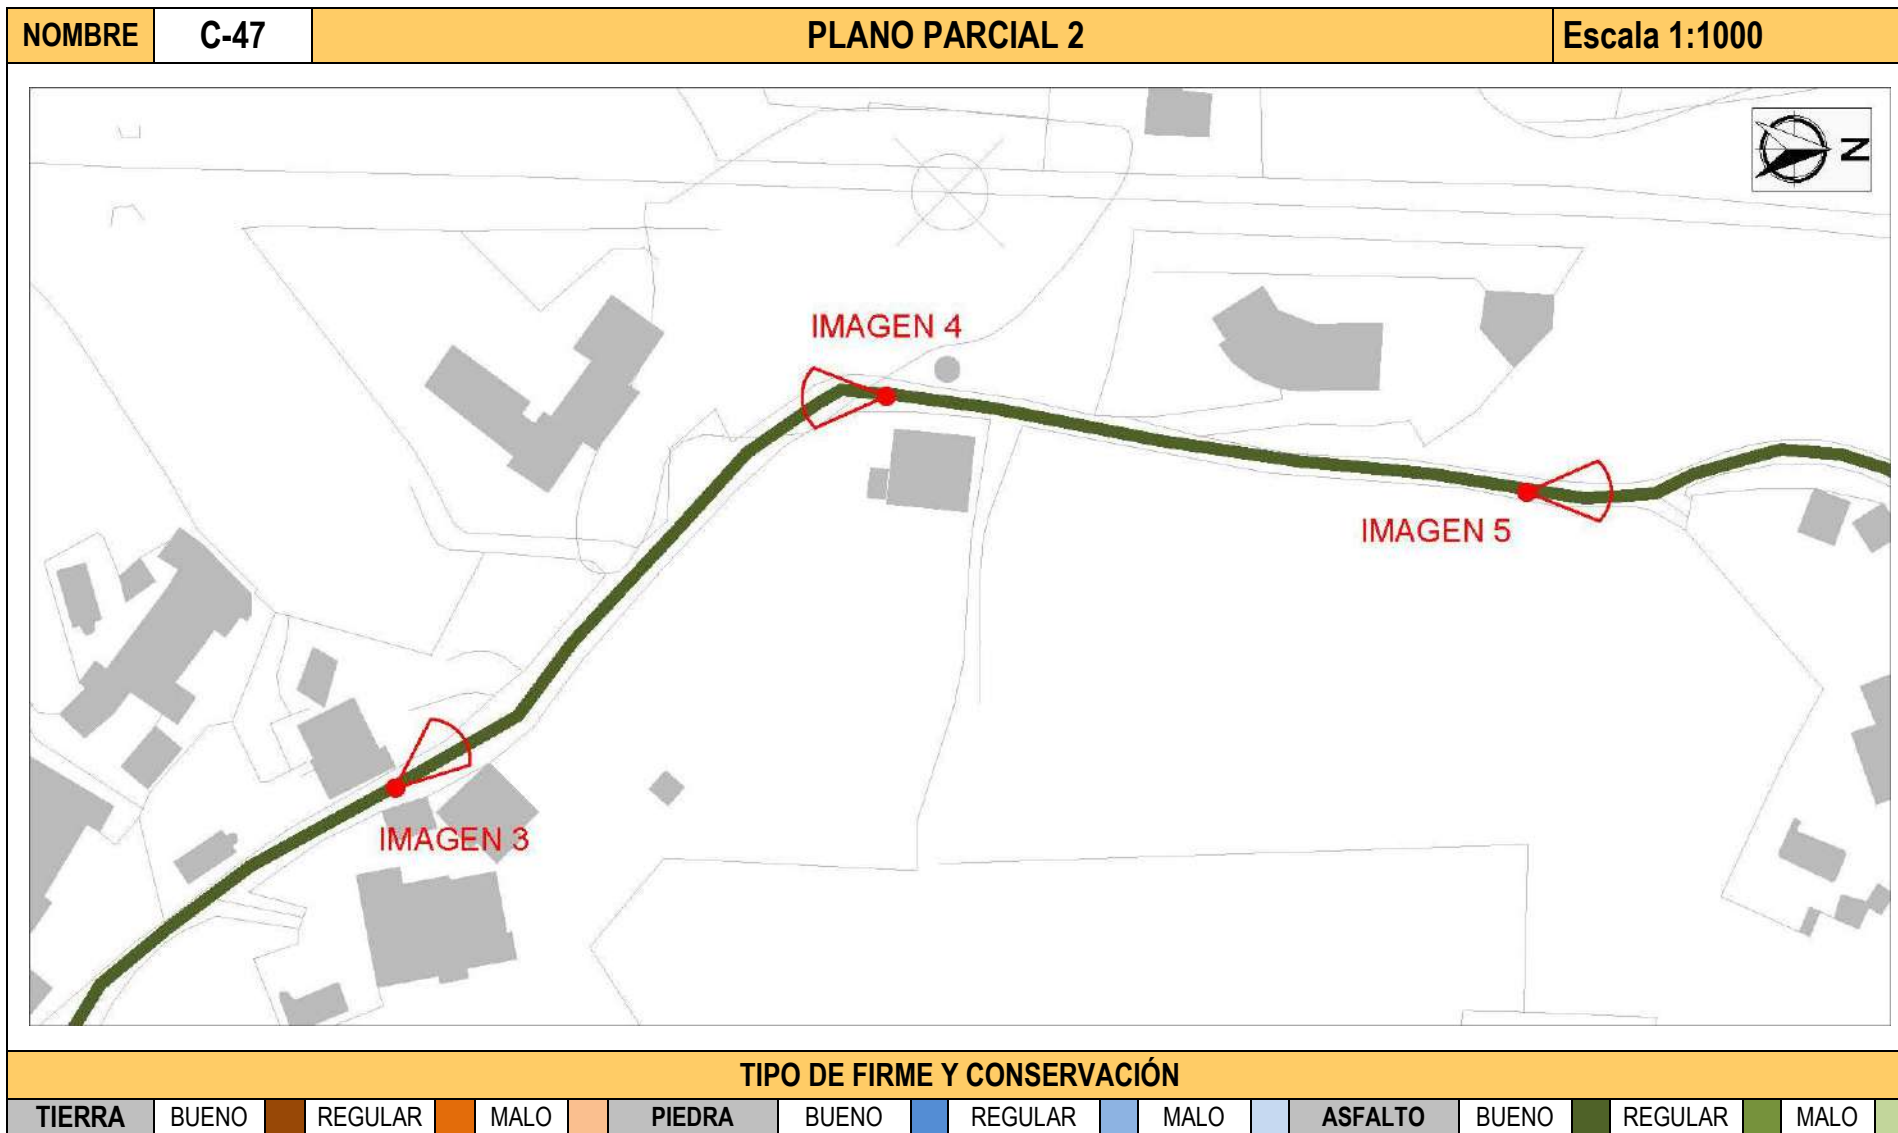 NOMBRE C-47 PLANO PARCIAL 2 Escala 1:1000
N
IMAGEN 4
IMAGEN 5
IMAGEN 3
TIPO DE FIRME Y CONSERVACIÓN
TIERRA BUENO REGULAR MALO PIEDRA BUENO REGULAR MALO ASFALTO BUENO REGULAR MALO